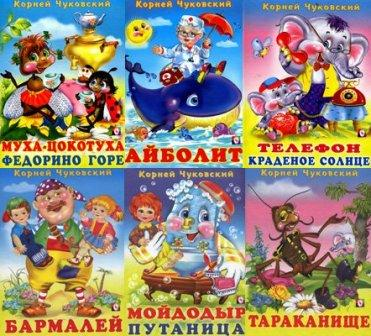 Корней Чуковский
МУХА-ЦОКОТУХА
ФЕДОРИНО ГОРЕ
Корней Чуковский
АЙБОЛИТ
Корней Чуковский
ТЕЛЕФОН
КРАДЕНОЕ СОЛНЦЕ
Корней Чуковский
БАРМАЛЕЙ
Корней Чуковский
МОЙДОДЫР
ПУТАНИЦА
Корней Чуковский
ТАРАКАНИЩЕ